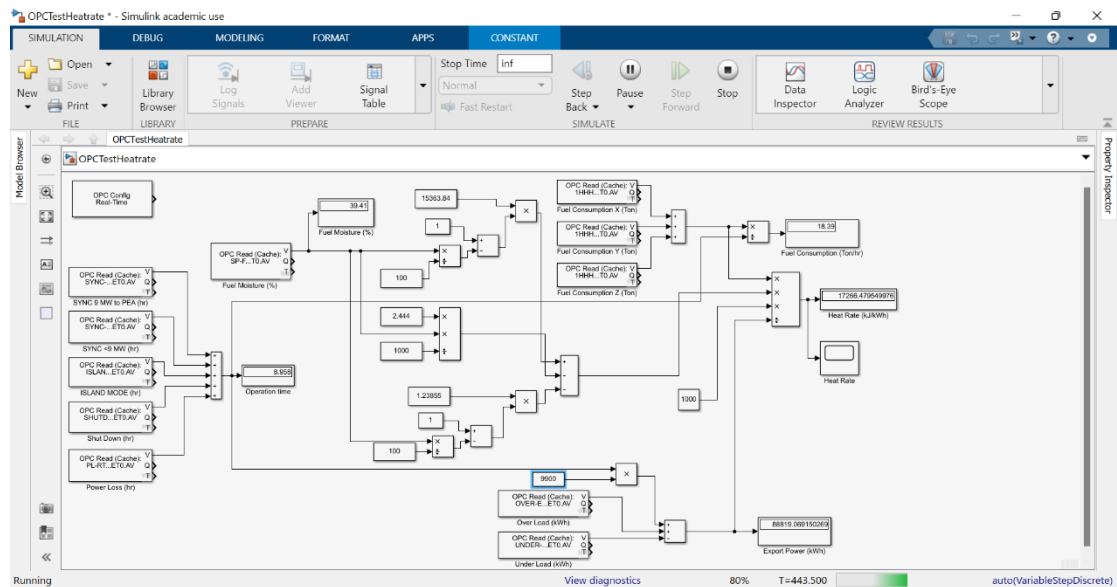 OPCTestHeatrate * - Simulink academic use
SIMULATION DEBUG MODELING FORMAT APPS CONSTANT
New
Open
Save
Print
FILE
Library
Browser
LIBRARY
Log
Signals
Add
Viewer
Signal
Table
PREPARE
Stop Time inf
Normal
Fast Restart
Step
Back
Pause
Step
Forward
Stop
SIMULATE
Data
Inspector
Logic
Analyzer
Bird's-Eye
Scope
REVIEW RESULTS
Model Browser
OPCTestHeatrate
OPCTestHeatrate
Property Inspector
OPC Config
Real-Time
39.41
Fuel Moisture (%)
OPC Read (Cache): V
SP-F...T0.AV Q
T
Fuel Moisture (%)
15363.84
1
100
2.444
1000
1.23855
1
100
OPC Read (Cache): V
1HHH...T0.AV Q
T
Fuel Consumption X (Ton)
OPC Read (Cache): V
1HHH...T0.AV Q
T
Fuel Consumption Y (Ton)
OPC Read (Cache): V
1HHH...T0.AV Q
T
Fuel Consumption Z (Ton)
18.39
Fuel Consumption (Ton/hr)
17266.479549976
Heat Rate (kJ/kWh)
Heat Rate
1000
OPC Read (Cache): V
SYNC-...ET0.AV Q
T
SYNC 9 MW to PEA (hr)
OPC Read (Cache): V
SYNC-...ET0.AV Q
T
SYNC <9 MW (hr)
OPC Read (Cache): V
ISLAN...ET0.AV Q
T
ISLAND MODE (hr)
OPC Read (Cache): V
SHUTD...ET0.AV Q
T
Shut Down (hr)
OPC Read (Cache): V
PL-RT...ET0.AV Q
T
Power Loss (hr)
8.958
Operation time
9900
OPC Read (Cache): V
OVER-E...ET0.AV Q
T
Over Load (kWh)
OPC Read (Cache): V
UNDER-...ET0.AV Q
T
Under Load (kWh)
88819.069150269
Export Power (kWh)
Running View diagnostics 80% T=443.500 auto(VariableStepDiscrete)